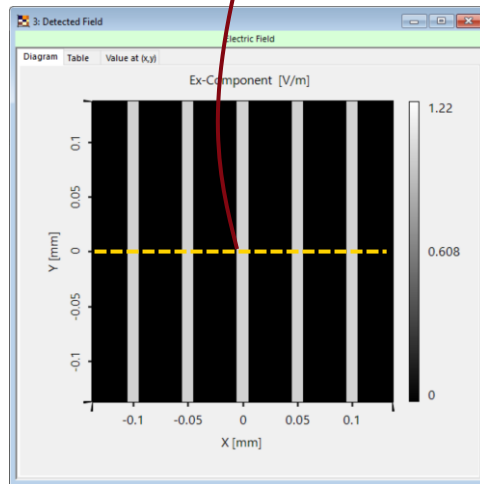 3: Detected Field
Electric Field
Diagram Table Value at (x,y)
Ex-Component [V/m]
1.22
0.608
0
0.1
0.05
0
-0.05
-0.1
Y [mm]
-0.1 -0.05 0 0.05 0.1
X [mm]